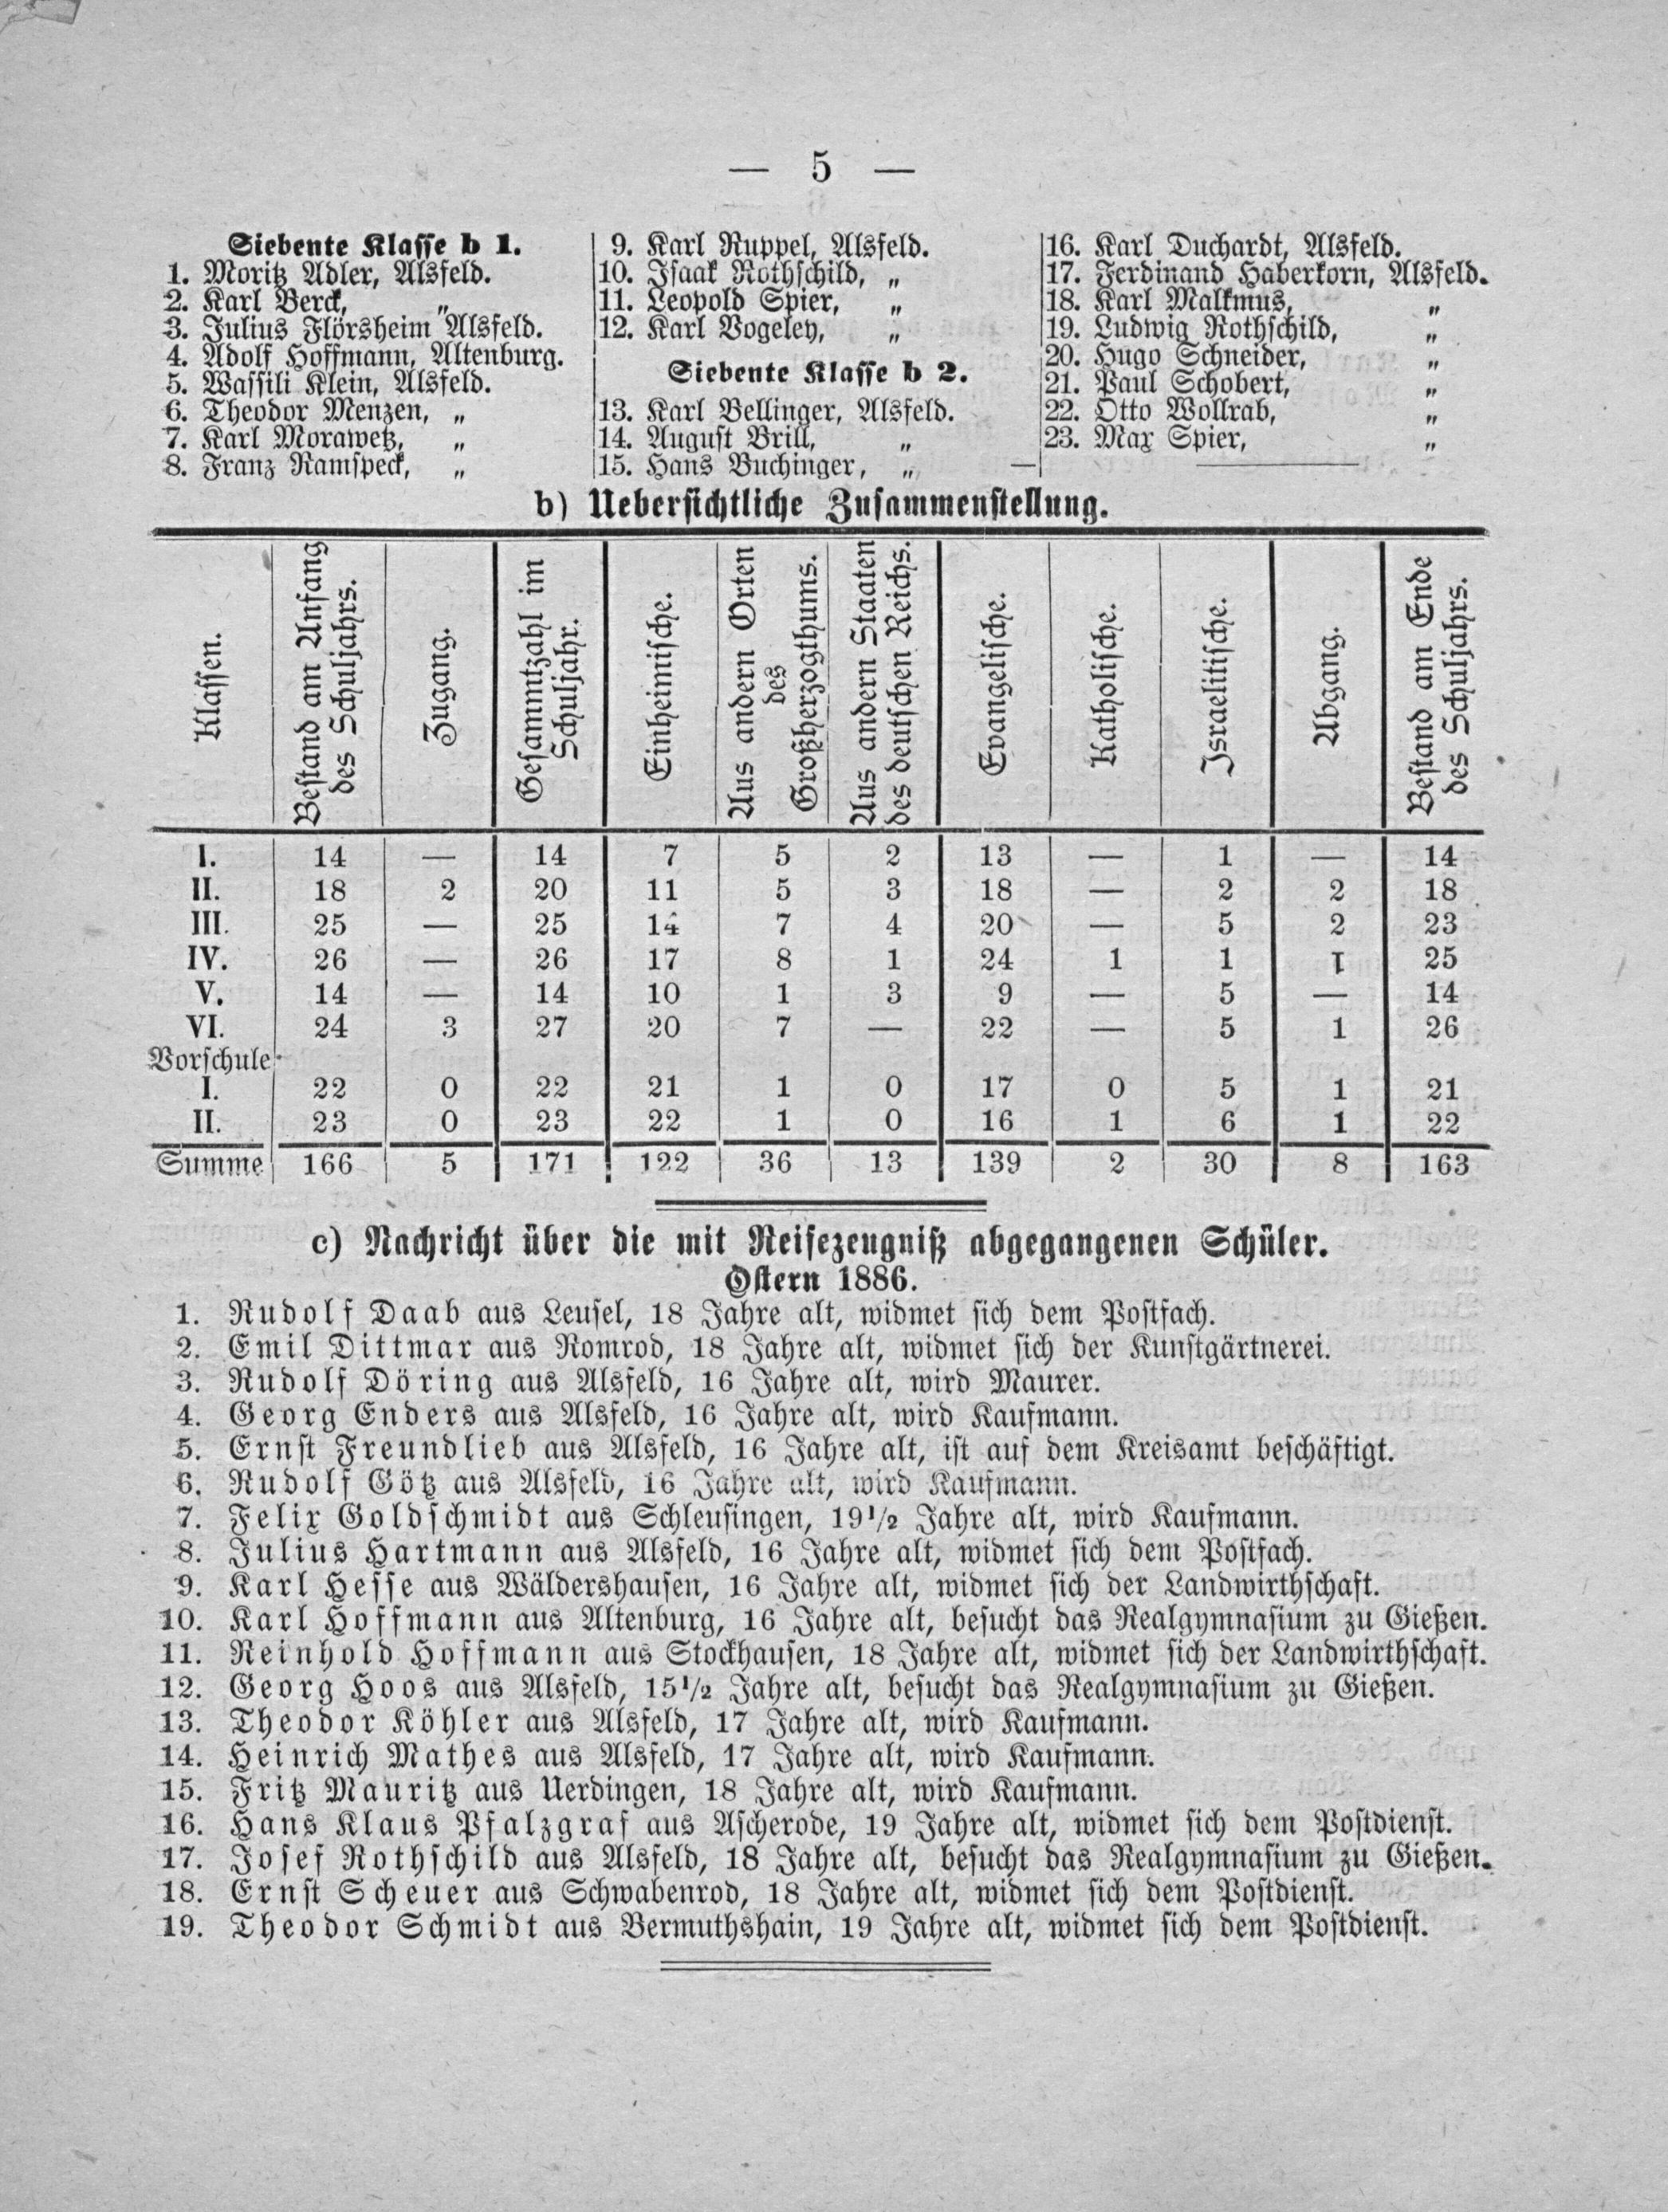 — 5 —
Siebente Klasse b 1.
1. Moritz Adler, Alsfeld.
2. Karl Berck, „
3. Julius Flörsheim Alsfeld.
4. Adolf Hoffmann, Altenburg.
5. Wassili Klein, Alsfeld.
6. Theodor Menzen, „
7. Karl Morawetz, „
8. Franz Ramspeck, „
9. Karl Ruppel, Alsfeld.
10. Isaak Rothschild, „
11. Leopold Spier, „
12. Karl Vogeley, „
Siebente Klasse b 2.
13. Karl Bellinger, Alsfeld.
14. August Brill, „
15. Hans Buchinger, „
16. Karl Duchardt, Alsfeld.
17. Ferdinand Haberkorn, Alsfeld.
18. Karl Malkmus, „
19. Ludwig Rothschild, „
20. Hugo Schneider, „
21. Paul Schobert, „
22. Otto Wollrab, „
23. Max Spier, „
b) Uebersichtliche Zusammenstellung.
Klassen.
Bestand am Anfang
des Schuljahrs.
Zugang.
Gesammtzahl im
Schuljahr.
Einheimische.
Aus andern Orten
des
Großherzogthums.
Aus andern Staaten
des deutschen Reichs.
Evangelische.
Katholische.
Israelitische.
Abgang.
Bestand am Ende
des Schuljahrs.
I. 14 — 14 7 5 2 13 — 1 — 14
II. 18 2 20 11 5 3 18 — 2 2 18
III. 25 — 25 14 7 4 20 — 5 2 23
IV. 26 — 26 17 8 1 24 1 1 1 25
V. 14 — 14 10 1 3 9 — 5 — 14
VI. 24 3 27 20 7 — 22 — 5 1 26
Vorschule
I. 22 0 22 21 1 0 17 0 5 1 21
II. 23 0 23 22 1 0 16 1 6 1 22
Summe 166 5 171 122 36 13 139 2 30 8 163
c) Nachricht über die mit Reifezeugniß abgegangenen Schüler.
Ostern 1886.
1. Rudolf Daab aus Leusel, 18 Jahre alt, widmet sich dem Postfach.
2. Emil Dittmar aus Romrod, 18 Jahre alt, widmet sich der Kunstgärtnerei.
3. Rudolf Döring aus Alsfeld, 16 Jahre alt, wird Maurer.
4. Georg Enders aus Alsfeld, 16 Jahre alt, wird Kaufmann.
5. Ernst Freundlieb aus Alsfeld, 16 Jahre alt, ist auf dem Kreisamt beschäftigt.
6. Rudolf Götz aus Alsfeld, 16 Jahre alt, wird Kaufmann.
7. Felix Goldschmidt aus Schleusingen, 19 1/2 Jahre alt, wird Kaufmann.
8. Julius Hartmann aus Alsfeld, 16 Jahre alt, widmet sich dem Postfach.
9. Karl Hesse aus Wäldershausen, 16 Jahre alt, widmet sich der Landwirthschaft.
10. Karl Hoffmann aus Altenburg, 16 Jahre alt, besucht das Realgymnasium zu Gießen.
11. Reinhold Hoffmann aus Stockhausen, 18 Jahre alt, widmet sich der Landwirthschaft.
12. Georg Hoos aus Alsfeld, 15 1/2 Jahre alt, besucht das Realgymnasium zu Gießen.
13. Theodor Köhler aus Alsfeld, 17 Jahre alt, wird Kaufmann.
14. Heinrich Mathes aus Alsfeld, 17 Jahre alt, wird Kaufmann.
15. Fritz Mauritz aus Uerdingen, 18 Jahre alt, wird Kaufmann.
16. Hans Klaus Pfalzgraf aus Ascherode, 19 Jahre alt, widmet sich dem Postdienst.
17. Josef Rothschild aus Alsfeld, 18 Jahre alt, besucht das Realgymnasium zu Gießen.
18. Ernst Scheuer aus Schwabenrod, 18 Jahre alt, widmet sich dem Postdienst.
19. Theodor Schmidt aus Bermuthshain, 19 Jahre alt, widmet sich dem Postdienst.